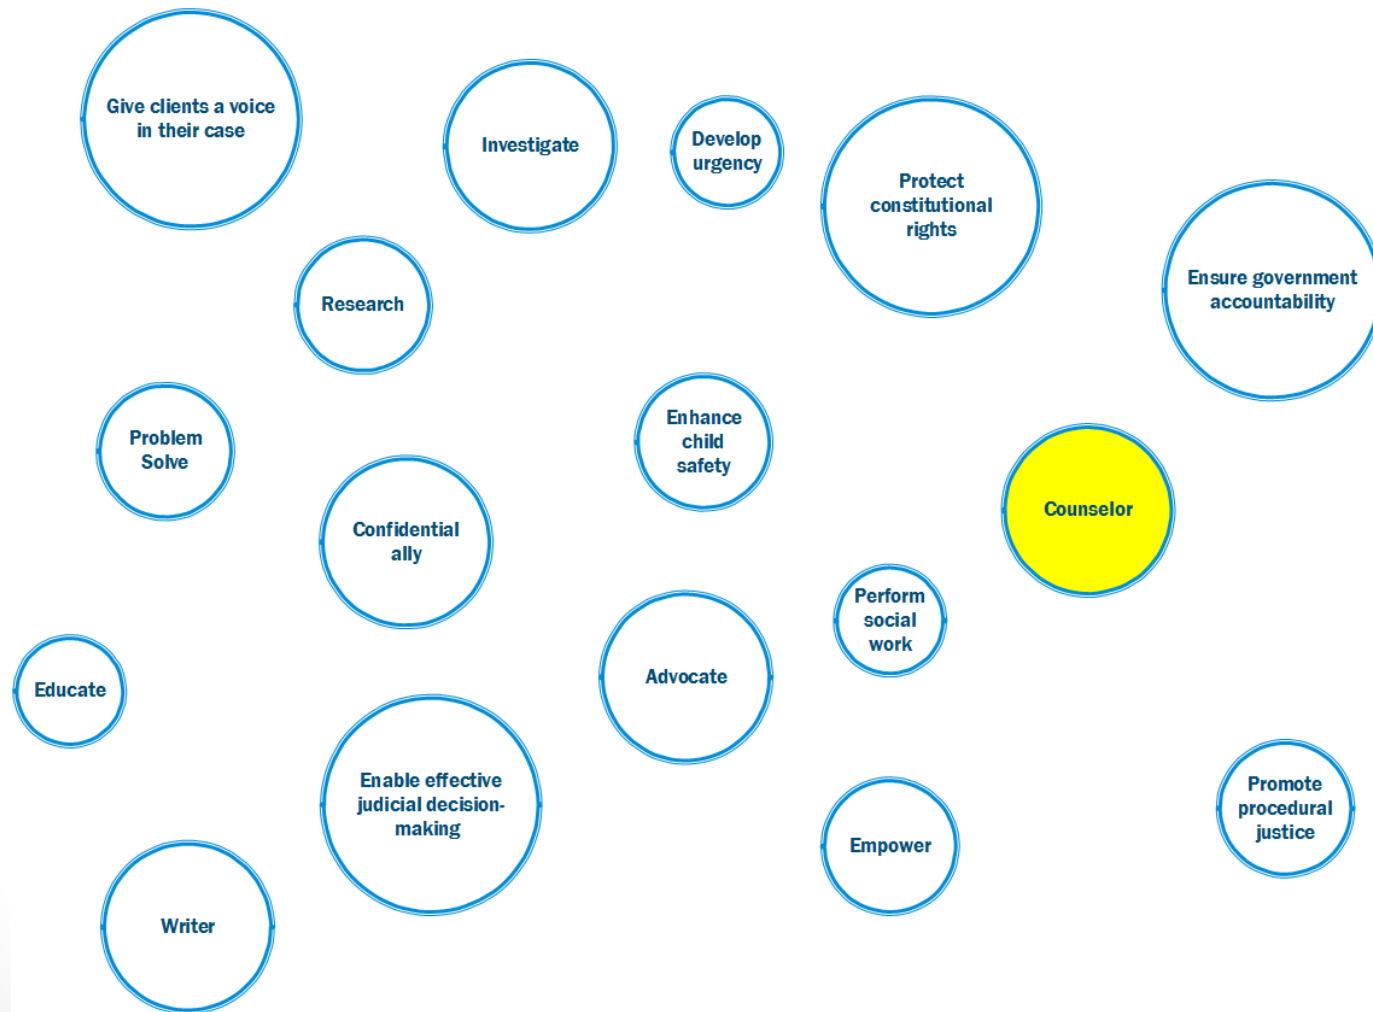 Give clients a voice
in their case
Investigate
Develop
urgency
Protect
constitutional
rights
Ensure government
accountability
Research
Problem
Solve
Enhance
child
safety
Confidential
ally
Counselor
Perform
social
work
Educate
Advocate
Enable effective
judicial decision-
making
Empower
Promote
procedural
justice
Writer